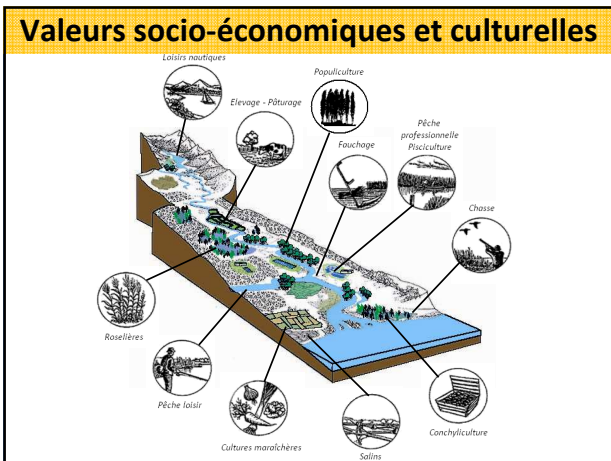 Valeurs socio-économiques et culturelles
Loisirs nautiques
Populiculture
Elevage - Pâturage
Fauchage
Pêche
professionnelle
Pisciculture
Chasse
Roselières
Pêche loisir
Cultures maraîchères
Salins
Conchyliculture